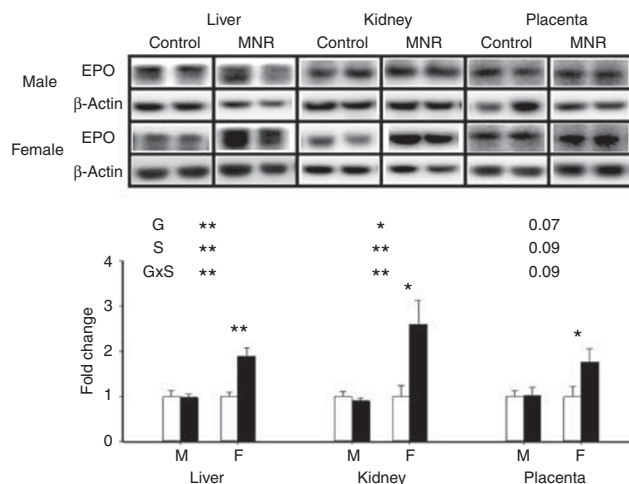 Liver Kidney Placenta
Control MNR Control MNR Control MNR
Male EPO
β-Actin
Female EPO
β-Actin
G ** * 0.07
S ** ** 0.09
GxS ** ** 0.09
4
3
2
1
0
Fold change
** * *
M F M F M F
Liver Kidney Placenta